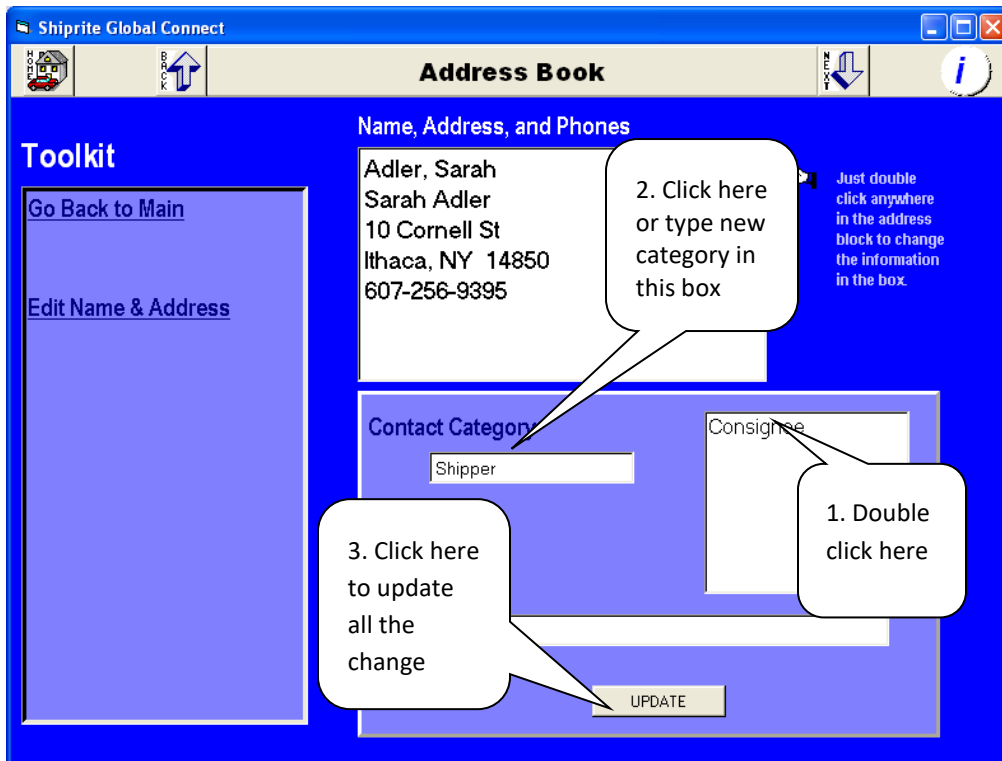 Shiprite Global Connect
HOME
BACK
Address Book
NEXT
i
Toolkit
Go Back to Main
Edit Name & Address
Name, Address, and Phones
Adler, Sarah
Sarah Adler
10 Cornell St
Ithaca, NY 14850
607-256-9395
2. Click here
or type new
category in
this box
Just double
click anywhere
in the address
block to change
the information
in the box.
Contact Category
Shipper
Consignee
1. Double
click here
3. Click here
to update
all the
change
UPDATE